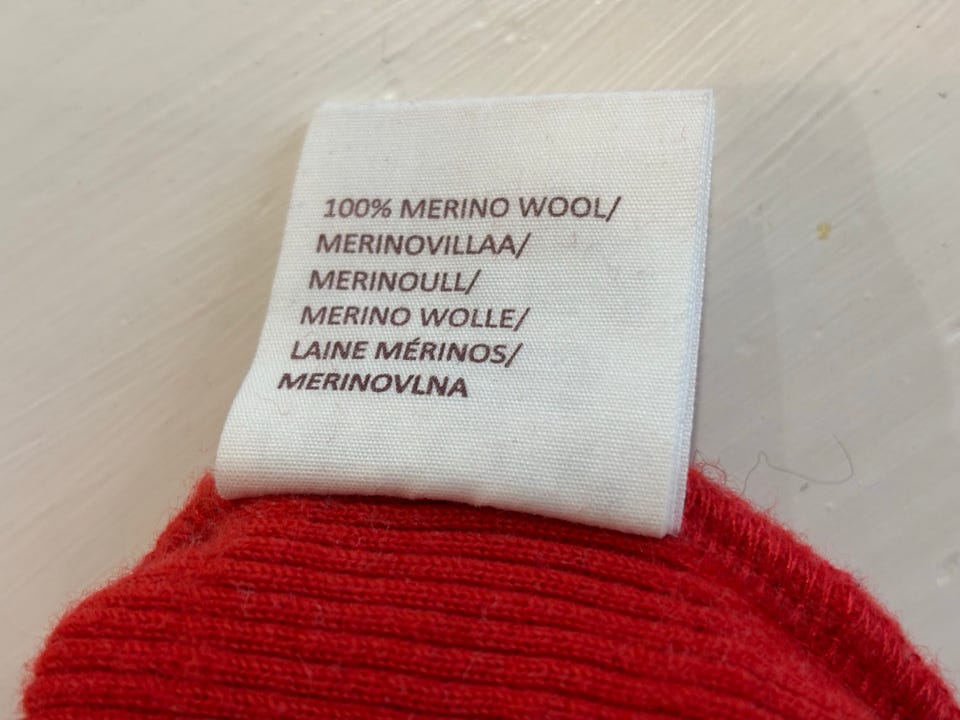 100% MERINO WOOL/
MERINOVILLAA/
MERINOULL/
MERINO WOLLE/
LAINE MÉRINOS/
MERINOVLNA